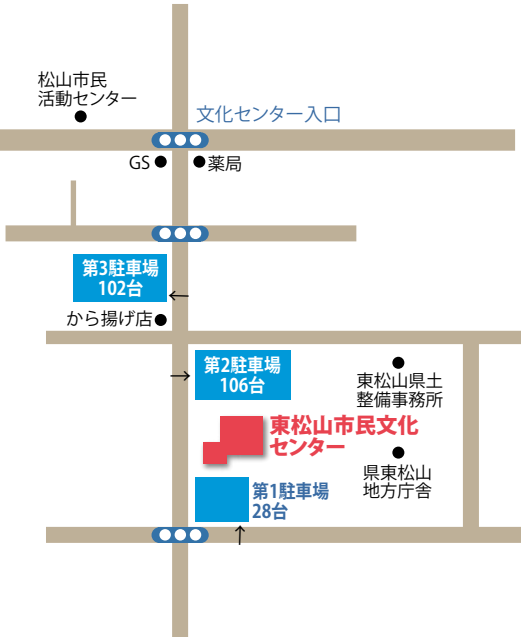 松山市民
活動センター
文化センター入口
GS
薬局
第3駐車場
102台
から揚げ店
第2駐車場
106台
東松山県土
整備事務所
東松山市民文化
センター
県東松山
地方庁舎
第1駐車場
28台